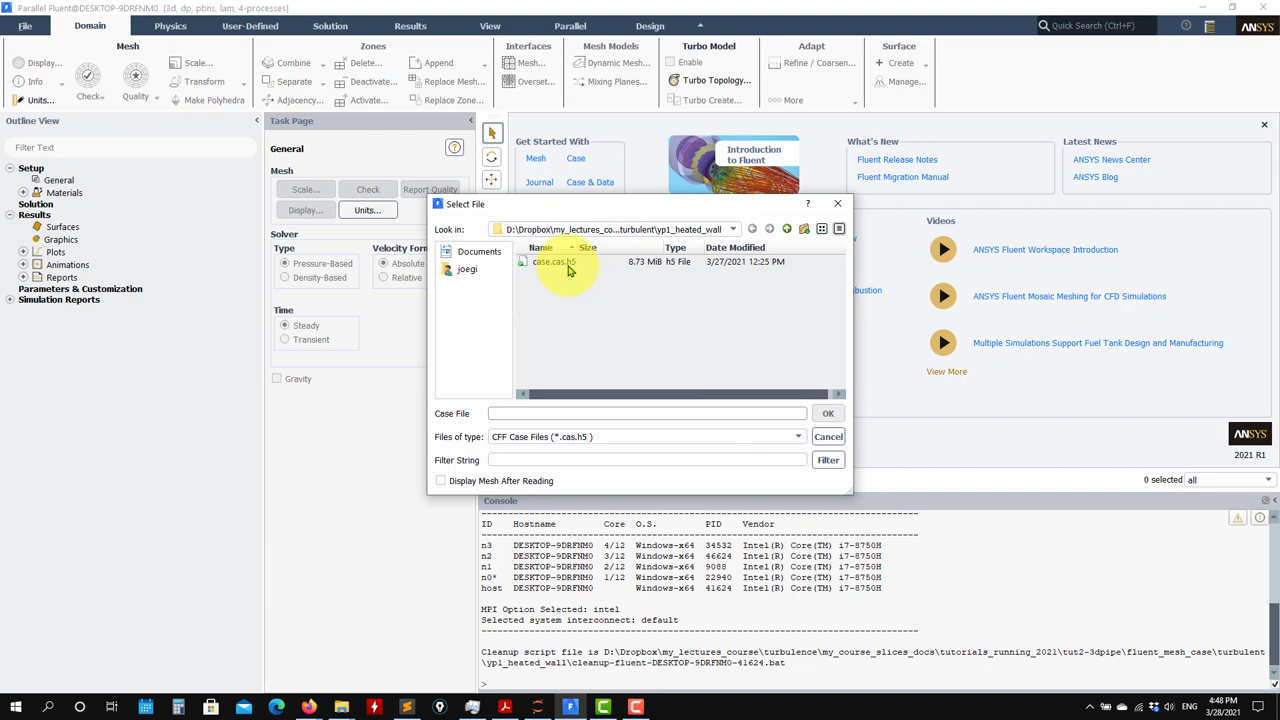 Parallel Fluent@DESKTOP-9DRFNM0 [3d, dp, pbns, lam, 4-processes]
File Domain Physics User-Defined Solution Results View Parallel Design
Quick Search (Ctrl+F)
ANSYS
Mesh Zones Interfaces Mesh Models Turbo Model Adapt Surface
Display... Scale... Combine Delete... Append Mesh... Dynamic Mesh... Enable Refine / Coarsen... Create
Info Check Quality Transform Separate Deactivate... Replace Mesh... Overset... Mixing Planes... Turbo Topology... Manage...
Units... Make Polyhedra Adjacency... Activate... Replace Zone... Turbo Create... More
Outline View
Filter Text
Setup
General
Materials
Solution
Results
Surfaces
Graphics
Plots
Animations
Reports
Parameters & Customization
Simulation Reports
Task Page
General
Mesh
Scale... Check Report Quality
Display... Units...
Solver
Type Velocity Form
Pressure-Based Absolute
Density-Based Relative
Time
Steady
Transient
Gravity
Get Started With
Mesh Case
Journal Case & Data
Introduction
to Fluent
What's New
Fluent Release Notes
Fluent Migration Manual
Latest News
ANSYS News Center
ANSYS Blog
Videos
ANSYS Fluent Workspace Introduction
ANSYS Fluent Mosaic Meshing for CFD Simulations
Multiple Simulations Support Fuel Tank Design and Manufacturing
View More
ANSYS
2021 R1
0 selected all
Select File
Look in: D:\Dropbox\my_lectures_co...turbulent\yp1_heated_wall
Documents
joegi
Name Size Type Date Modified
case.cas.h5 8.73 MiB h5 File 3/27/2021 12:25 PM
Case File OK
Files of type: CFF Case Files (*.cas.h5 ) Cancel
Filter String Filter
Display Mesh After Reading
Console
ID Hostname Core O.S. PID Vendor
n3 DESKTOP-9DRFNM0 4/12 Windows-x64 34532 Intel(R) Core(TM) i7-8750H
n2 DESKTOP-9DRFNM0 3/12 Windows-x64 46624 Intel(R) Core(TM) i7-8750H
n1 DESKTOP-9DRFNM0 2/12 Windows-x64 9088 Intel(R) Core(TM) i7-8750H
n0* DESKTOP-9DRFNM0 1/12 Windows-x64 22940 Intel(R) Core(TM) i7-8750H
host DESKTOP-9DRFNM0 Windows-x64 41624 Intel(R) Core(TM) i7-8750H
MPI Option Selected: intel
Selected system interconnect: default
Cleanup script file is D:\Dropbox\my_lectures_course\turbulence\my_course_slices_docs\tutorials_running_2021\tut2-3dpipe\fluent_mesh_case\turbulent
\yp1_heated_wall\cleanup-fluent-DESKTOP-9DRFNM0-41624.bat
>
4:48 PM
3/28/2021